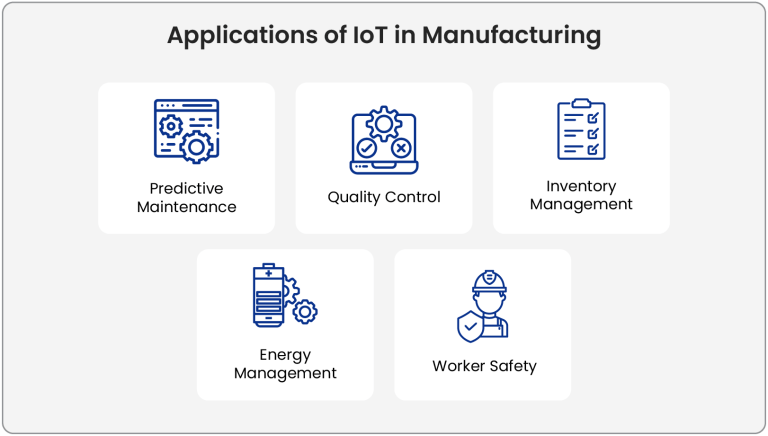 Applications of IoT in Manufacturing
Predictive
Maintenance
Quality Control
Inventory
Management
Energy
Management
Worker Safety